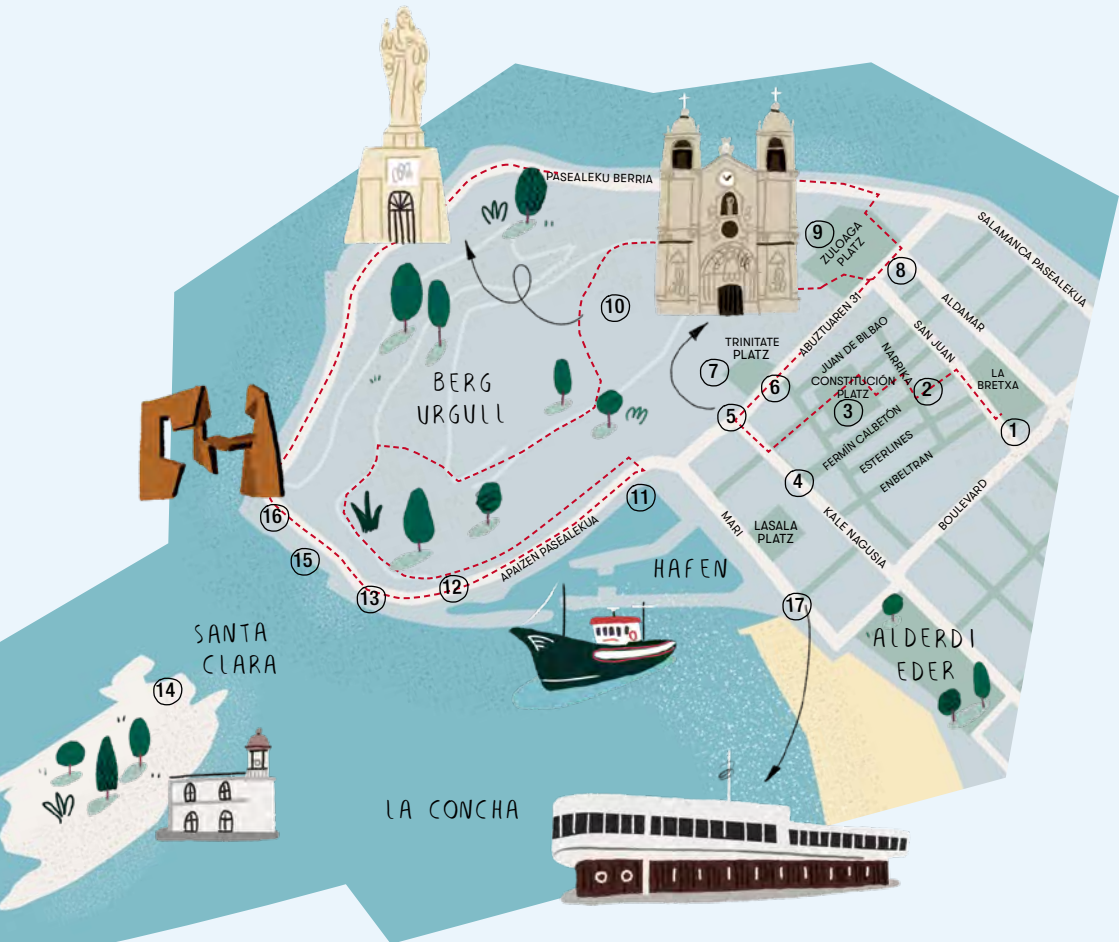 PASEALEKU BERRIA
9
ZULOAGA
PLATZ
SALAMANCA PASEALEKUA
8
10
ABUZTUAREN 31
ALDAMAR
SAN JUAN
JUAN DE BILBAO
NARRIKA
TRINITATE
PLATZ
7
6
CONSTITUCIÓN
PLATZ
3
2
LA
BRETXA
1
BERG
URGULL
5
FERMÍN CALBETÓN
ESTERLINES
ENBELTRAN
4
KALE NAGUSIA
BOULEVARD
11
MARI
LASALA
PLATZ
APAIZEN PASEALEKUA
HAFEN
16
15
12
13
17
ALDERDI
EDER
SANTA
CLARA
14
LA CONCHA